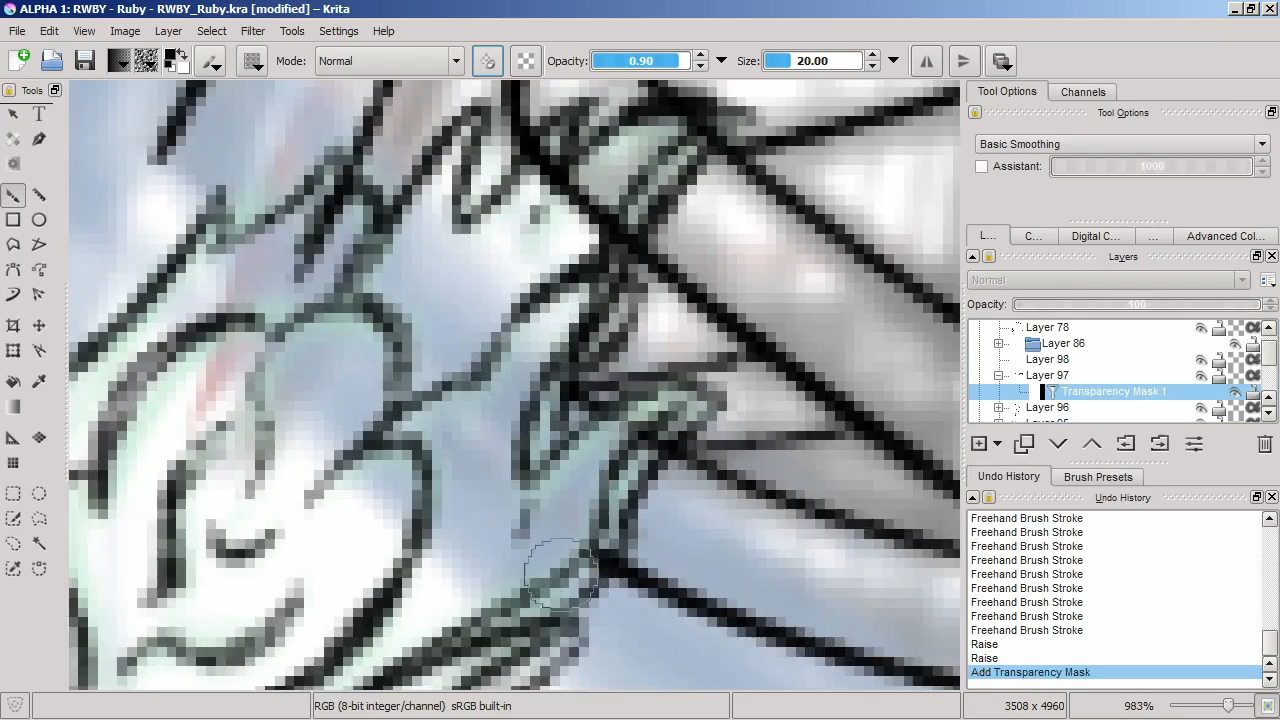 ALPHA 1: RWBY - Ruby - RWBY_Ruby.kra [modified] – Krita
File Edit View Image Layer Select Filter Tools Settings Help
Mode: Normal Opacity: 0.90 Size: 20.00
Tools
Tool Options Channels
Tool Options
Basic Smoothing
Assistant: 1000
L... C... Digital C... ... Advanced Col...
Layers
Normal
Opacity: 100
Layer 78
Layer 86
Layer 98
Layer 97
Transparency Mask 1
Layer 96
Undo History Brush Presets
Undo History
Freehand Brush Stroke
Freehand Brush Stroke
Freehand Brush Stroke
Freehand Brush Stroke
Freehand Brush Stroke
Freehand Brush Stroke
Freehand Brush Stroke
Freehand Brush Stroke
Freehand Brush Stroke
Raise
Raise
Add Transparency Mask
RGB (8-bit integer/channel) sRGB built-in 3508 x 4960 983%